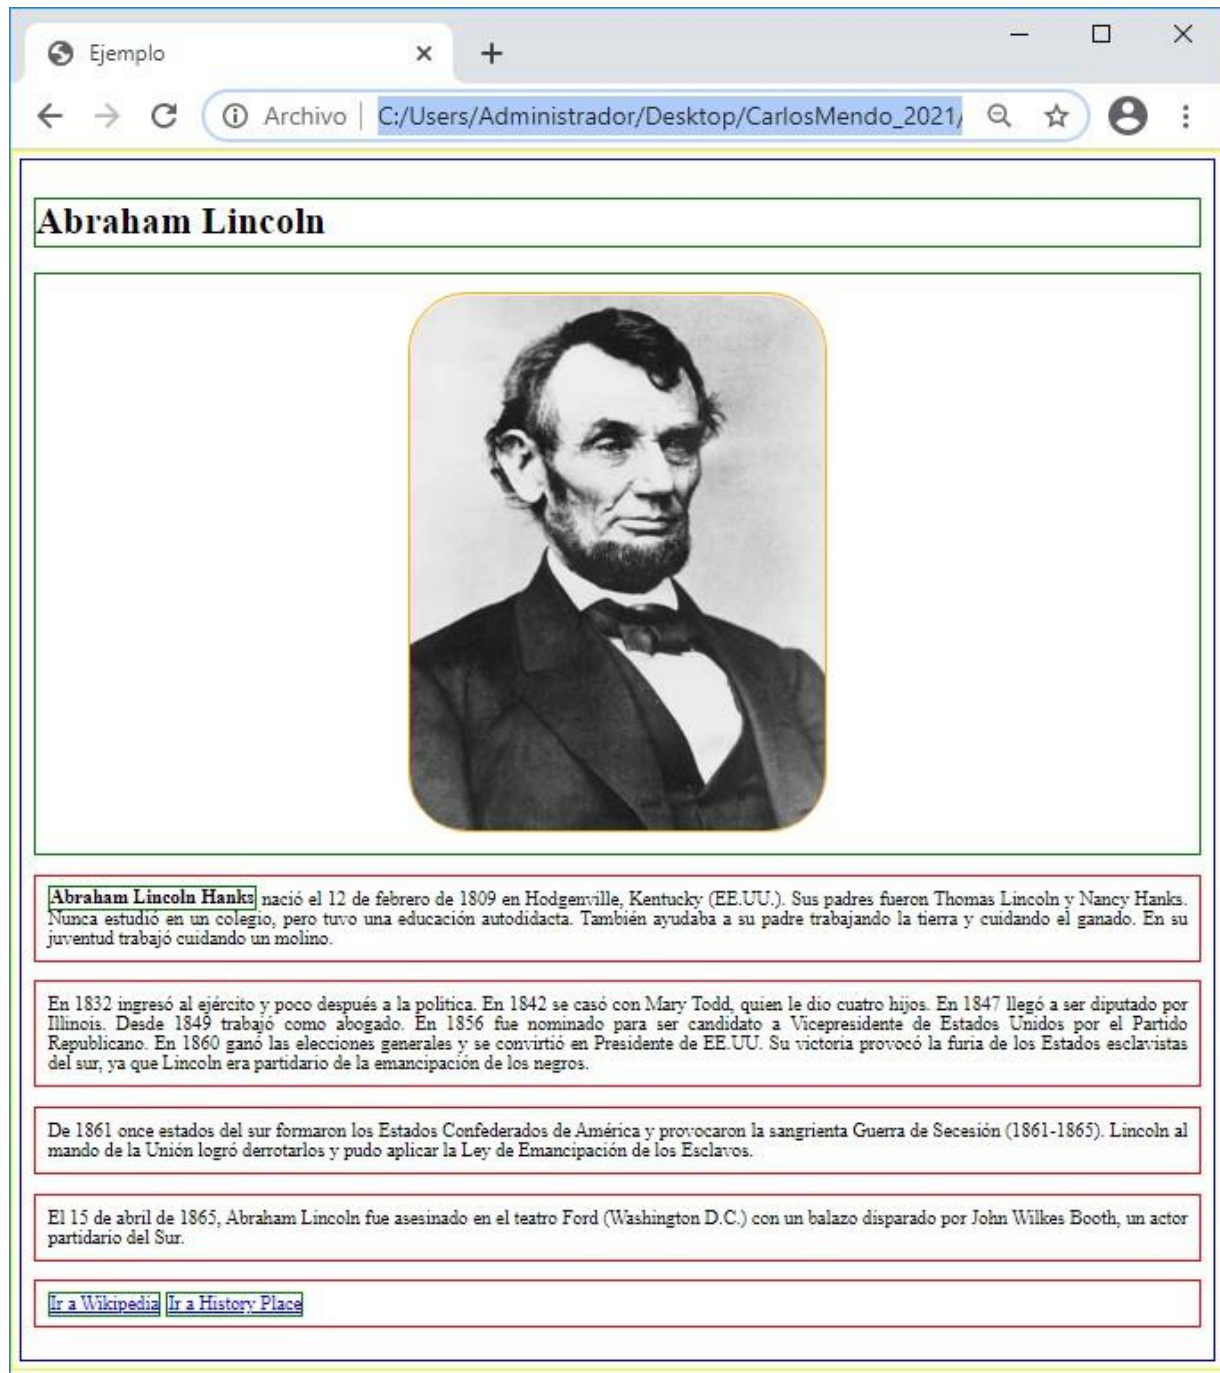 Ejemplo
Archivo
C:/Users/Administrador/Desktop/CarlosMendo_2021/
Abraham Lincoln
Abraham Lincoln Hanks nació el 12 de febrero de 1809 en Hodgenville, Kentucky (EE.UU.). Sus padres fueron Thomas Lincoln y Nancy Hanks.
Nunca estudió en un colegio, pero tuvo una educación autodidacta. También ayudaba a su padre trabajando la tierra y cuidando el ganado. En su
juventud trabajó cuidando un molino.
En 1832 ingresó al ejército y poco después a la política. En 1842 se casó con Mary Todd, quien le dio cuatro hijos. En 1847 llegó a ser diputado por
Illinois. Desde 1849 trabajó como abogado. En 1856 fue nominado para ser candidato a Vicepresidente de Estados Unidos por el Partido
Republicano. En 1860 ganó las elecciones generales y se convirtió en Presidente de EE.UU. Su victoria provocó la furia de los Estados esclavistas
del sur, ya que Lincoln era partidario de la emancipación de los negros.
De 1861 once estados del sur formaron los Estados Confederados de América y provocaron la sangrienta Guerra de Secesión (1861-1865). Lincoln al
mando de la Unión logró derrotarlos y pudo aplicar la Ley de Emancipación de los Esclavos.
El 15 de abril de 1865, Abraham Lincoln fue asesinado en el teatro Ford (Washington D.C.) con un balazo disparado por John Wilkes Booth, un actor
partidario del Sur.
Ir a Wikipedia Ir a History Place